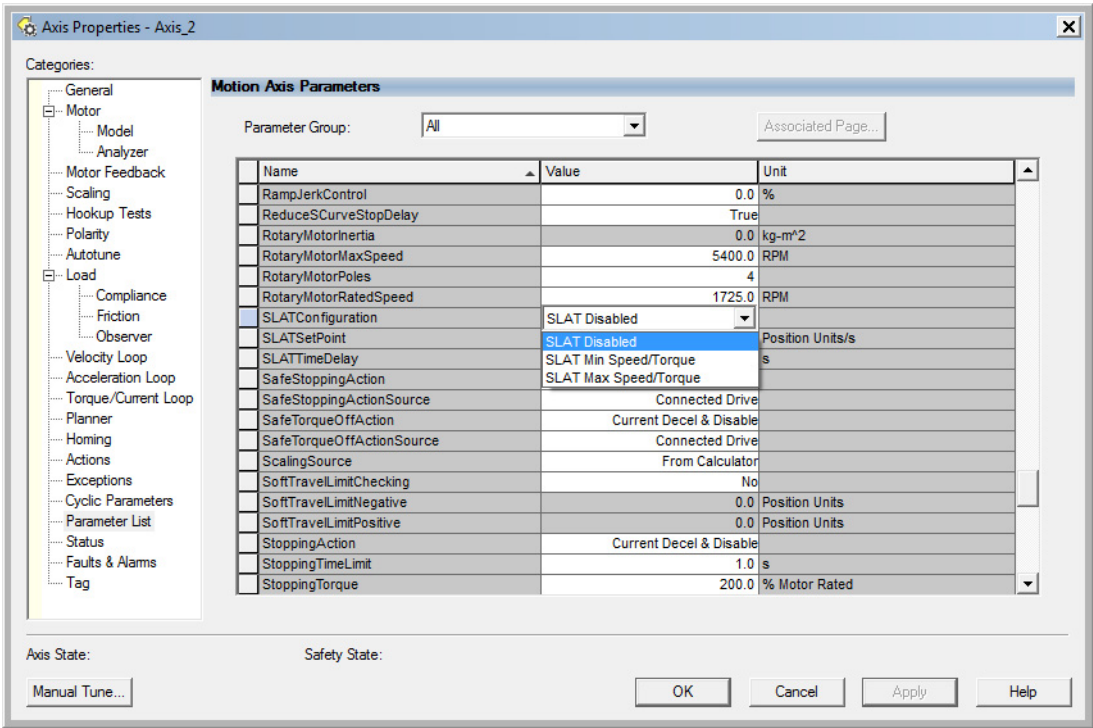 Axis Properties - Axis_2
Categories:
General
Motor
Model
Analyzer
Motor Feedback
Scaling
Hookup Tests
Polarity
Autotune
Load
Compliance
Friction
Observer
Velocity Loop
Acceleration Loop
Torque/Current Loop
Planner
Homing
Actions
Exceptions
Cyclic Parameters
Parameter List
Status
Faults & Alarms
Tag
Motion Axis Parameters
Parameter Group: All Associated Page...
Name Value Unit
RampJerkControl 0.0 %
ReduceSCurveStopDelay True
RotaryMotorInertia 0.0 kg-m^2
RotaryMotorMaxSpeed 5400.0 RPM
RotaryMotorPoles 4
RotaryMotorRatedSpeed 1725.0 RPM
SLATConfiguration SLAT Disabled
SLATSetPoint SLAT Disabled Position Units/s
SLATTimeDelay SLAT Min Speed/Torque s
SafeStoppingAction SLAT Max Speed/Torque
SafeStoppingActionSource Connected Drive
SafeTorqueOffAction Current Decel & Disable
SafeTorqueOffActionSource Connected Drive
ScalingSource From Calculator
SoftTravelLimitChecking No
SoftTravelLimitNegative 0.0 Position Units
SoftTravelLimitPositive 0.0 Position Units
StoppingAction Current Decel & Disable
StoppingTimeLimit 1.0 s
StoppingTorque 200.0 % Motor Rated
Axis State: Safety State:
Manual Tune... OK Cancel Apply Help